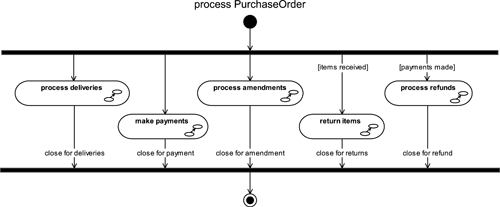 process PurchaseOrder
[items received]
[payments made]
process deliveries
process amendments
process refunds
make payments
return items
close for deliveries
close for payment
close for amendment
close for returns
close for refund